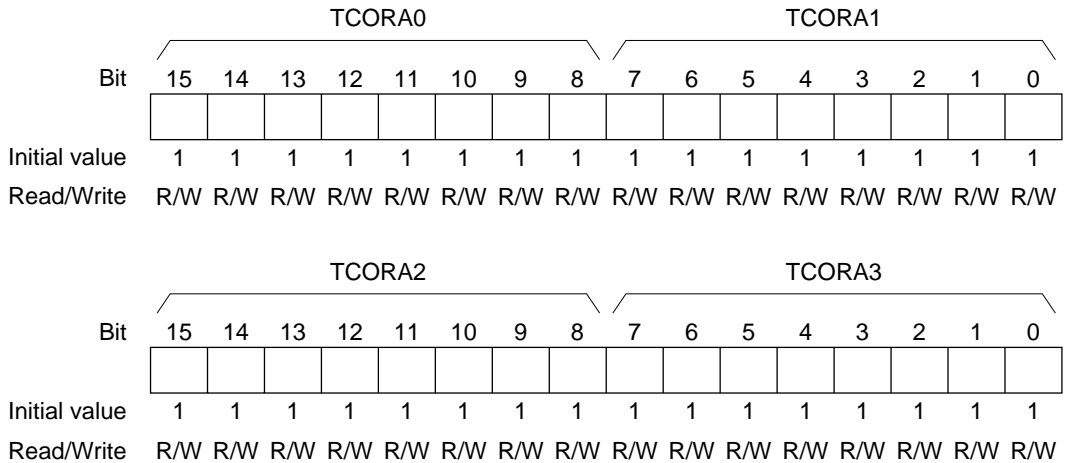 TCORA0 TCORA1
Bit 15 14 13 12 11 10 9 8 7 6 5 4 3 2 1 0
Initial value 1 1 1 1 1 1 1 1 1 1 1 1 1 1 1 1
Read/Write R/W R/W R/W R/W R/W R/W R/W R/W R/W R/W R/W R/W R/W R/W R/W R/W
TCORA2 TCORA3
Bit 15 14 13 12 11 10 9 8 7 6 5 4 3 2 1 0
Initial value 1 1 1 1 1 1 1 1 1 1 1 1 1 1 1 1
Read/Write R/W R/W R/W R/W R/W R/W R/W R/W R/W R/W R/W R/W R/W R/W R/W R/W